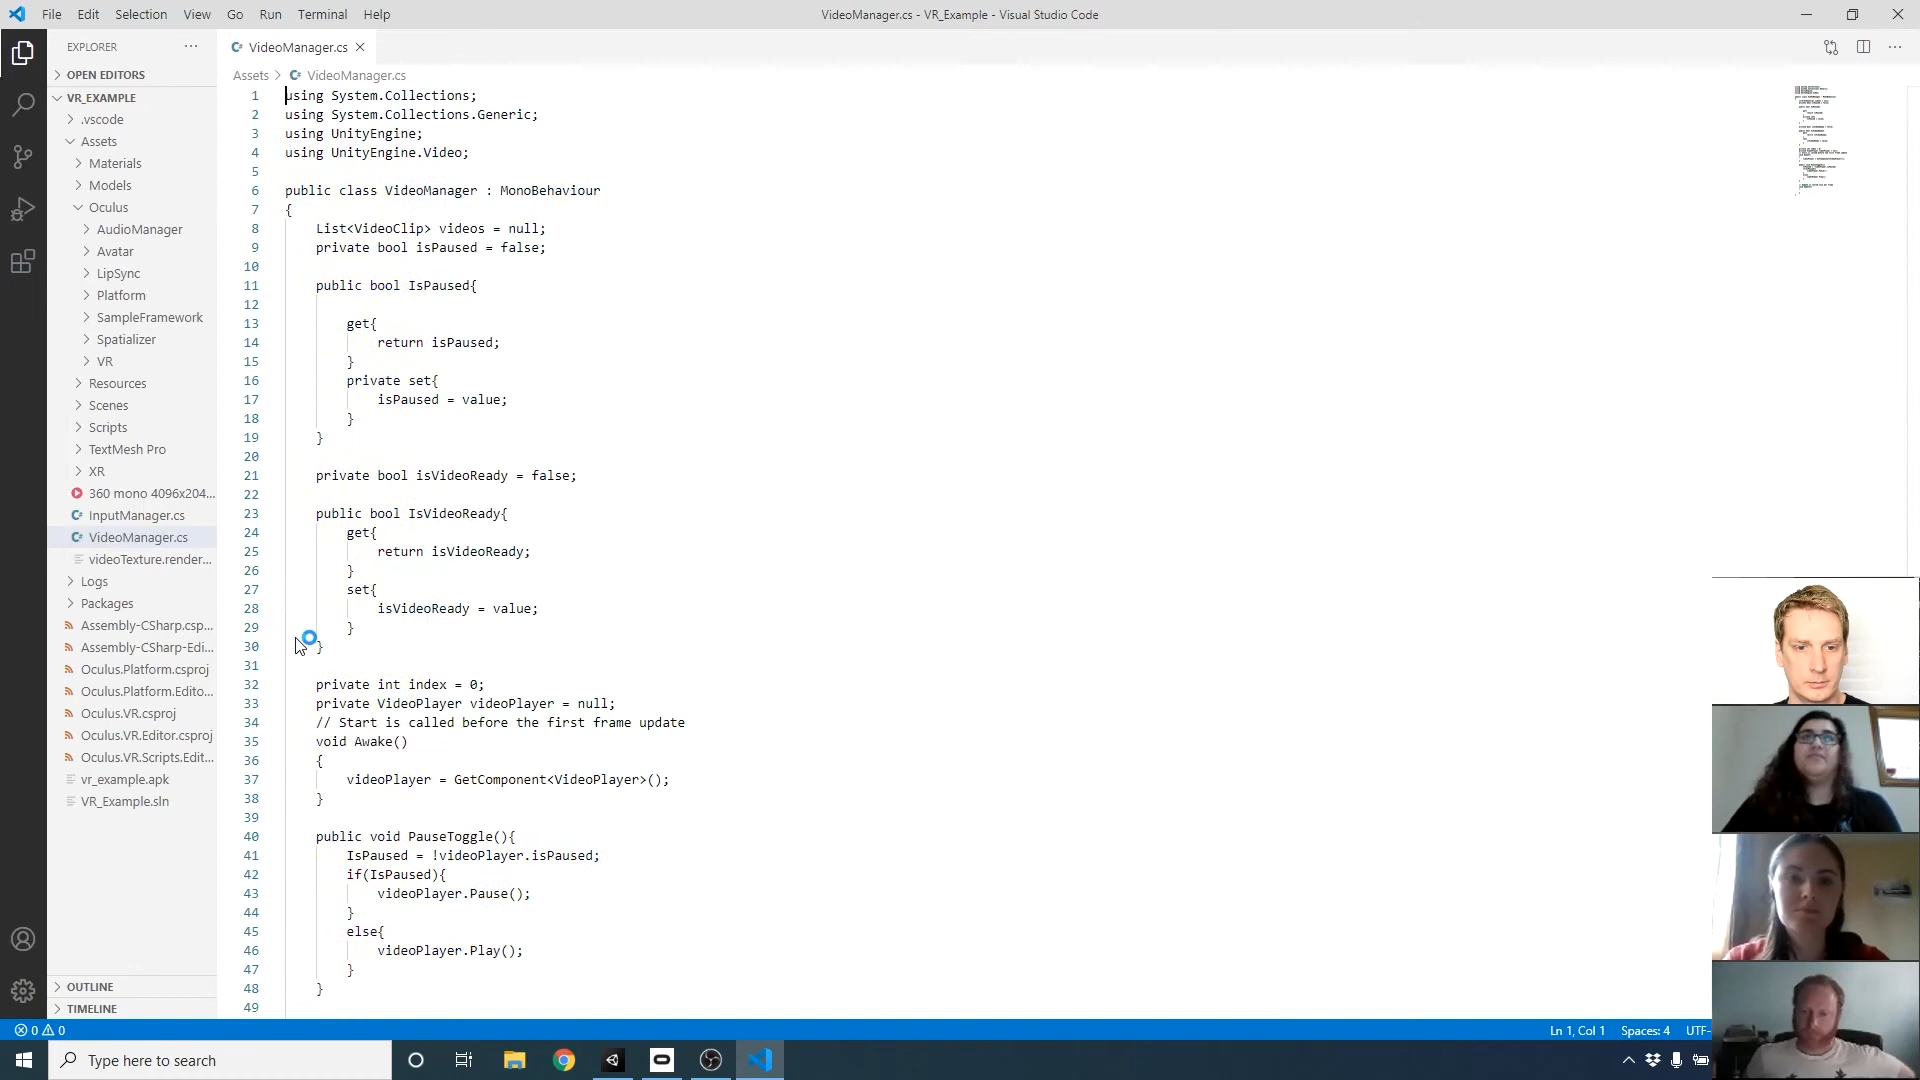 File Edit Selection View Go Run Terminal Help
VideoManager.cs - VR_Example - Visual Studio Code
EXPLORER
OPEN EDITORS
VR_EXAMPLE
.vscode
Assets
Materials
Models
Oculus
AudioManager
Avatar
LipSync
Platform
SampleFramework
Spatializer
VR
Resources
Scenes
Scripts
TextMesh Pro
XR
360 mono 4096x204...
InputManager.cs
VideoManager.cs
videoTexture.render...
Logs
Packages
Assembly-CSharp.csp...
Assembly-CSharp-Edi...
Oculus.Platform.csproj
Oculus.Platform.Edito...
Oculus.VR.csproj
Oculus.VR.Editor.csproj
Oculus.VR.Scripts.Edit...
vr_example.apk
VR_Example.sln
OUTLINE
TIMELINE
VideoManager.cs
Assets > VideoManager.cs
1 using System.Collections;
2 using System.Collections.Generic;
3 using UnityEngine;
4 using UnityEngine.Video;
5
6 public class VideoManager : MonoBehaviour
7 {
8 List<VideoClip> videos = null;
9 private bool isPaused = false;
10
11 public bool IsPaused{
12
13 get{
14 return isPaused;
15 }
16 private set{
17 isPaused = value;
18 }
19 }
20
21 private bool isVideoReady = false;
22
23 public bool IsVideoReady{
24 get{
25 return isVideoReady;
26 }
27 set{
28 isVideoReady = value;
29 }
30 }
31
32 private int index = 0;
33 private VideoPlayer videoPlayer = null;
34 // Start is called before the first frame update
35 void Awake()
36 {
37 videoPlayer = GetComponent<VideoPlayer>();
38 }
39
40 public void PauseToggle(){
41 IsPaused = !videoPlayer.isPaused;
42 if(IsPaused){
43 videoPlayer.Pause();
44 }
45 else{
46 videoPlayer.Play();
47 }
48 }
49
0 0
Ln 1, Col 1 Spaces: 4 UTF-
Type here to search